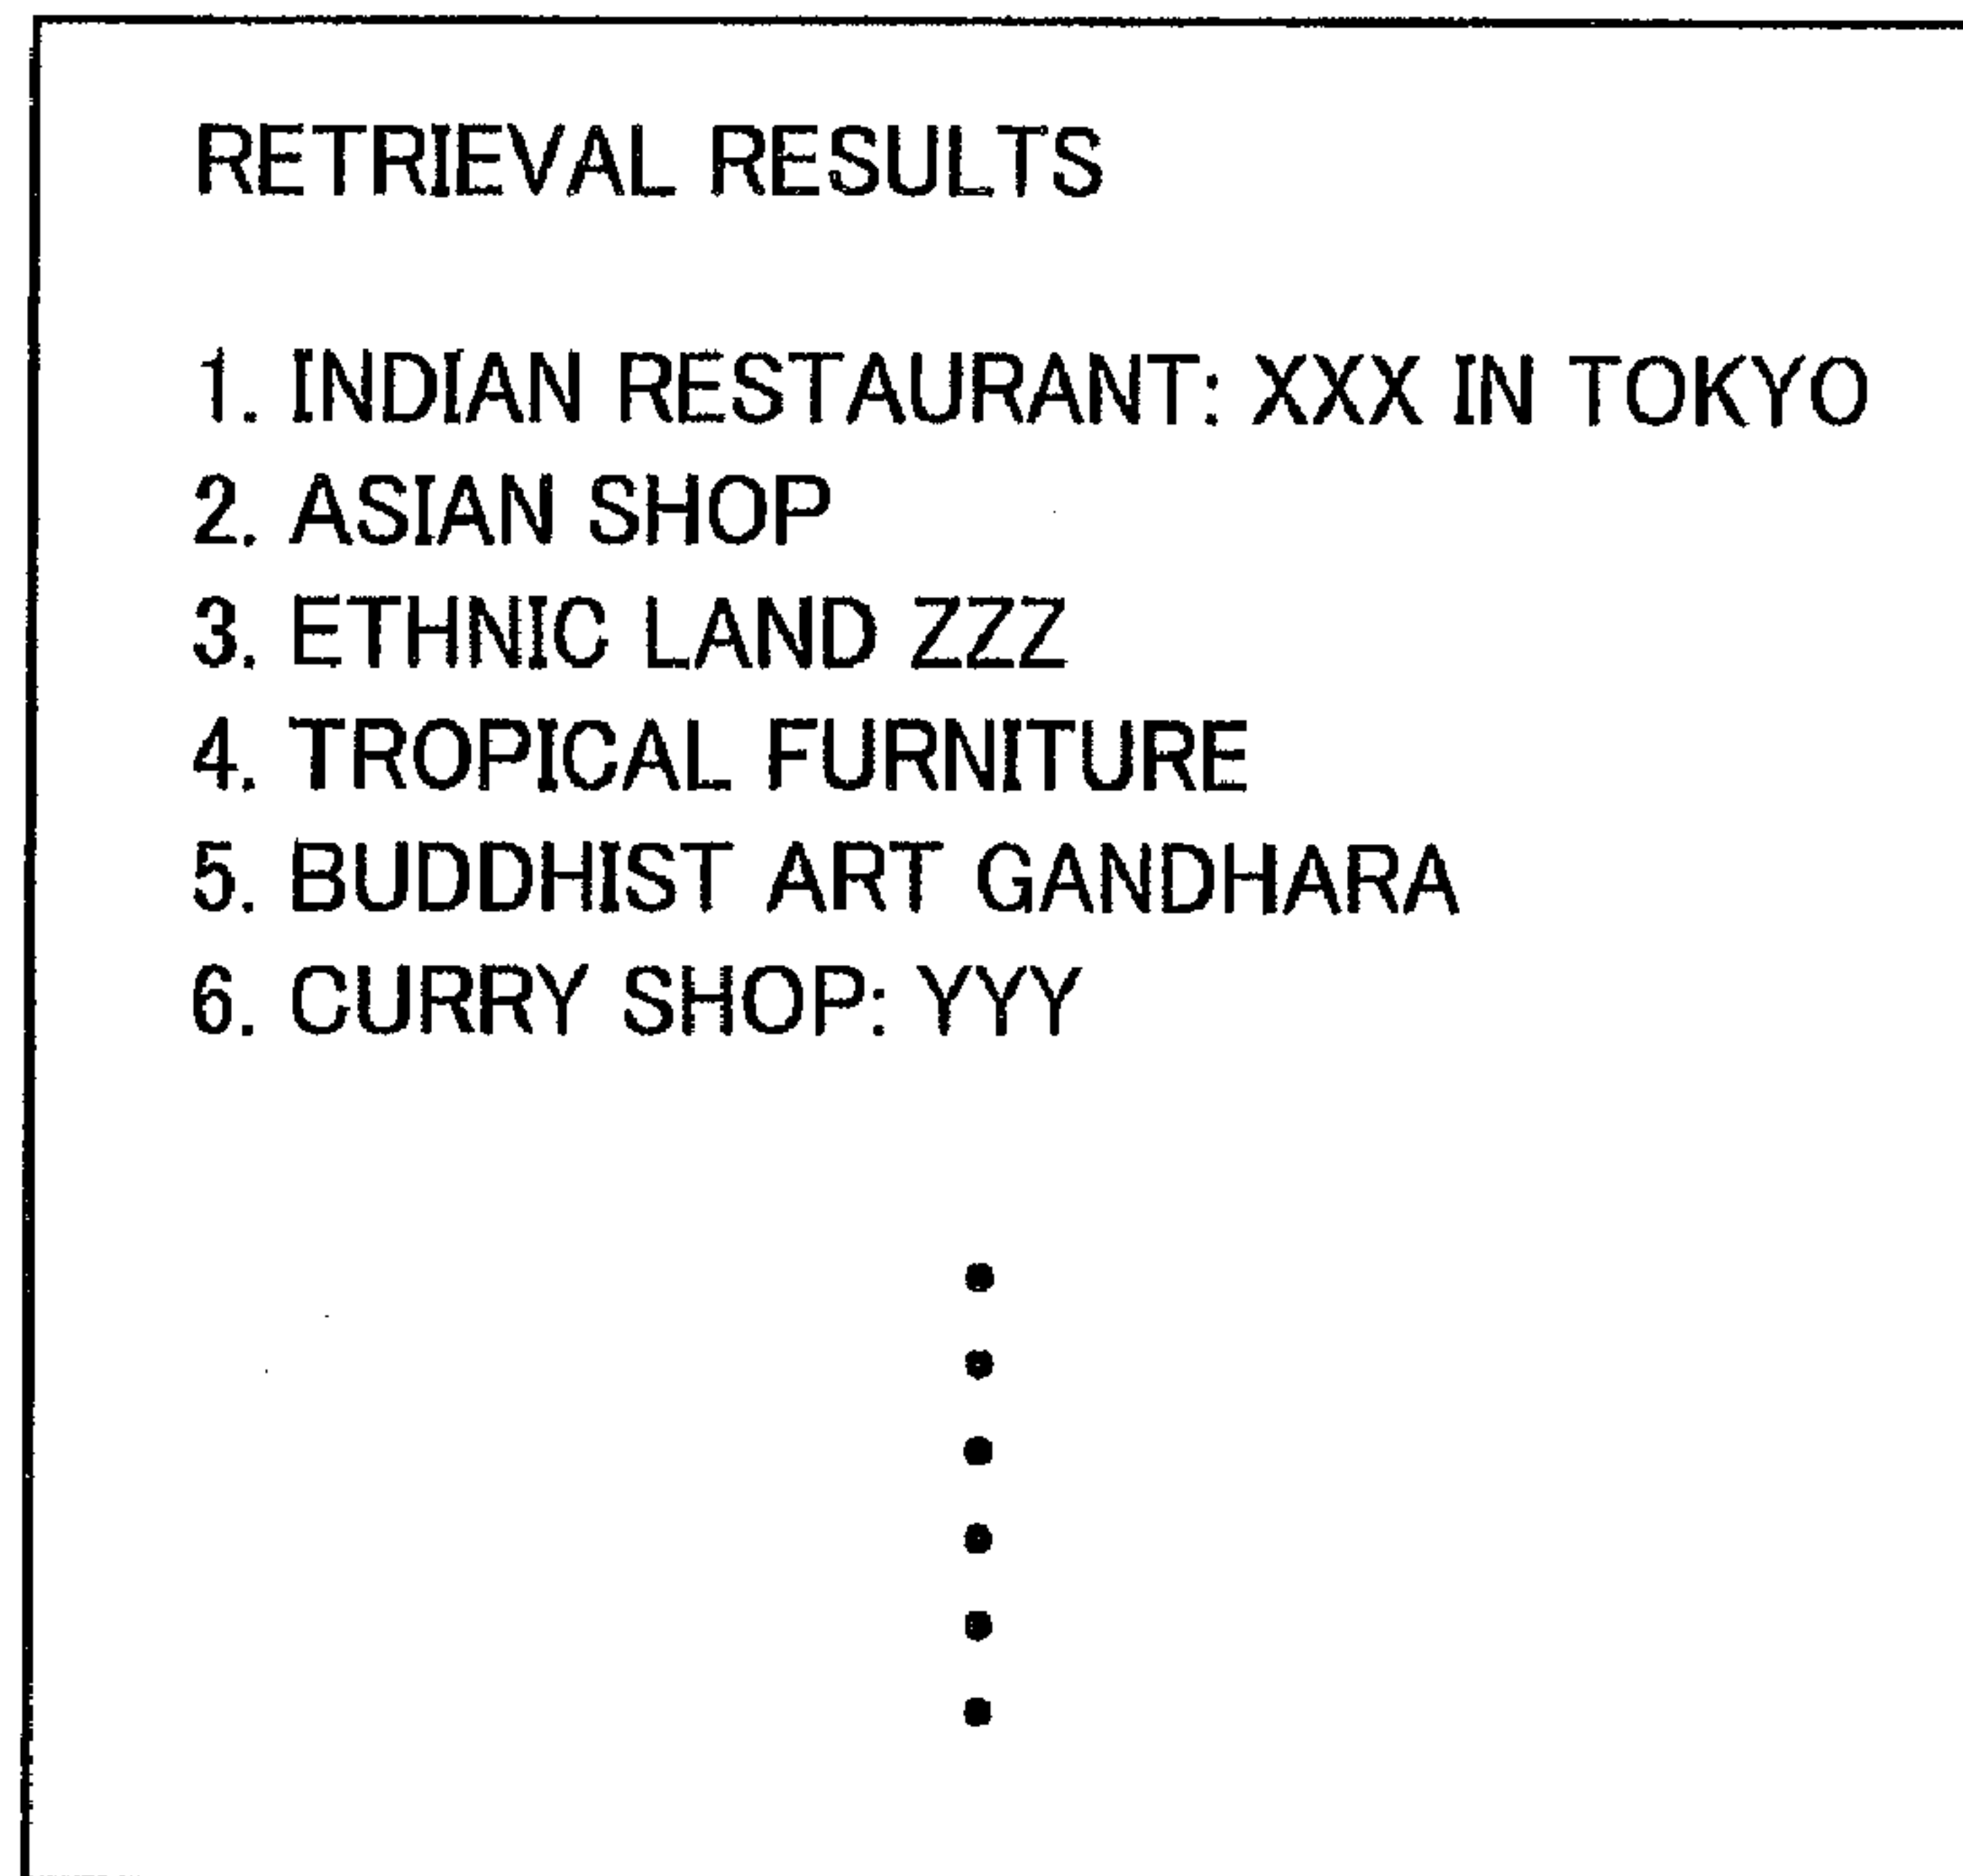 RETRIEVAL RESULTS
1. INDIAN RESTAURANT: XXX IN TOKYO
2. ASIAN SHOP
3. ETHNIC LAND ZZZ
4. TROPICAL FURNITURE
5. BUDDHIST ART GANDHARA
6. CURRY SHOP: YYY